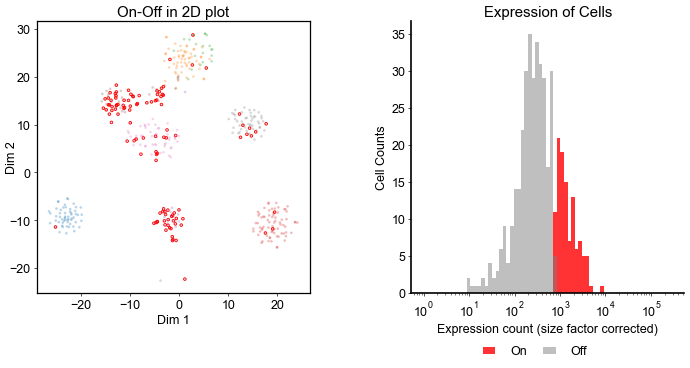 On-Off in 2D plot
30
20
10
0
−10
−20
Dim 2
−20 −10 0 10 20
Dim 1
Expression of Cells
35
30
25
20
15
10
5
0
Cell Counts
10⁰ 10¹ 10² 10³ 10⁴ 10⁵
Expression count (size factor corrected)
On Off